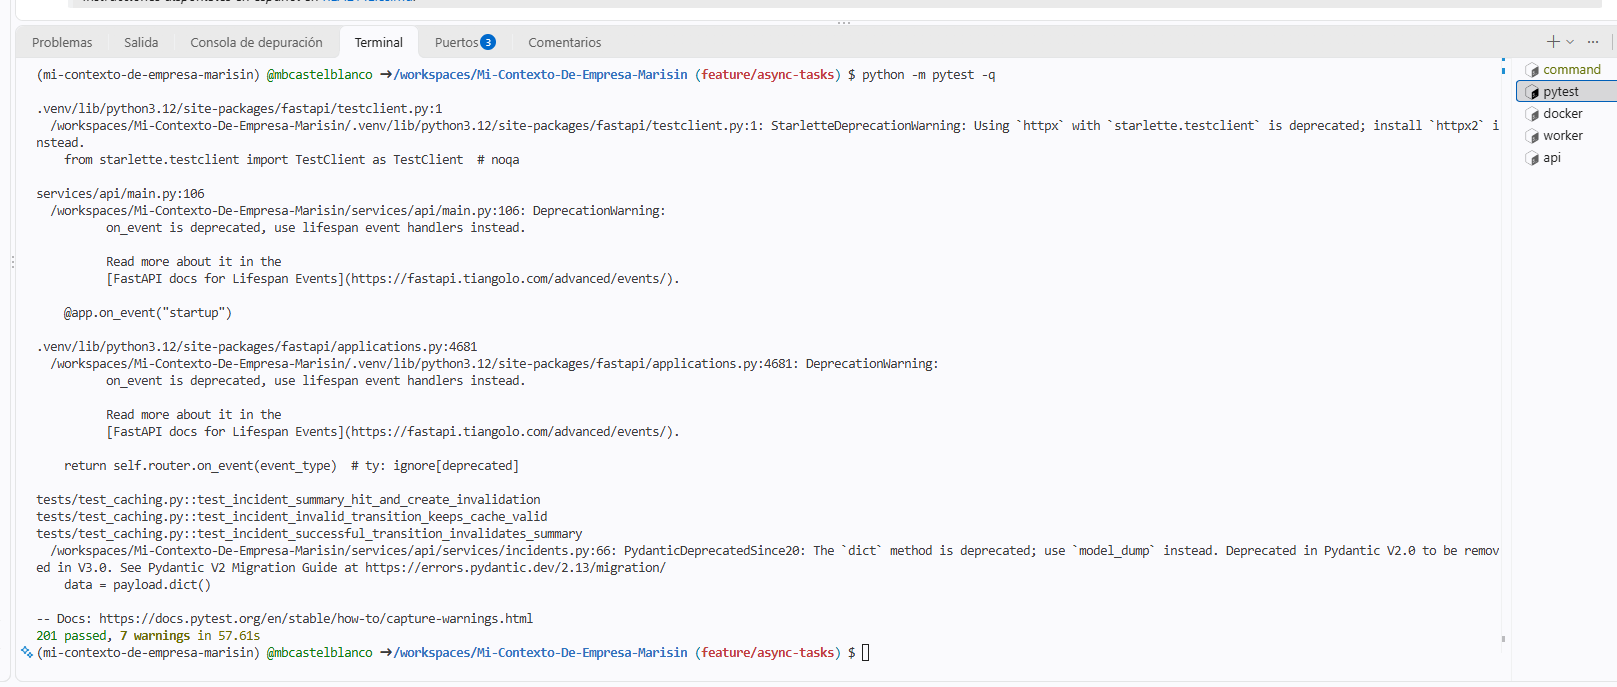 Problemas Salida Consola de depuración Terminal Puertos 3 Comentarios
(mi-contexto-de-empresa-marisin) @mbcastelblanco →/workspaces/Mi-Contexto-De-Empresa-Marisin (feature/async-tasks) $ python -m pytest -q
.venv/lib/python3.12/site-packages/fastapi/testclient.py:1
/workspaces/Mi-Contexto-De-Empresa-Marisin/.venv/lib/python3.12/site-packages/fastapi/testclient.py:1: StarletteDeprecationWarning: Using `httpx` with `starlette.testclient` is deprecated; install `httpx2` i
nstead.
from starlette.testclient import TestClient as TestClient  # noqa
services/api/main.py:106
/workspaces/Mi-Contexto-De-Empresa-Marisin/services/api/main.py:106: DeprecationWarning:
on_event is deprecated, use lifespan event handlers instead.
Read more about it in the
[FastAPI docs for Lifespan Events](https://fastapi.tiangolo.com/advanced/events/).
@app.on_event("startup")
.venv/lib/python3.12/site-packages/fastapi/applications.py:4681
/workspaces/Mi-Contexto-De-Empresa-Marisin/.venv/lib/python3.12/site-packages/fastapi/applications.py:4681: DeprecationWarning:
on_event is deprecated, use lifespan event handlers instead.
Read more about it in the
[FastAPI docs for Lifespan Events](https://fastapi.tiangolo.com/advanced/events/).
return self.router.on_event(event_type)  # ty: ignore[deprecated]
tests/test_caching.py::test_incident_summary_hit_and_create_invalidation
tests/test_caching.py::test_incident_invalid_transition_keeps_cache_valid
tests/test_caching.py::test_incident_successful_transition_invalidates_summary
/workspaces/Mi-Contexto-De-Empresa-Marisin/services/api/services/incidents.py:66: PydanticDeprecatedSince20: The `dict` method is deprecated; use `model_dump` instead. Deprecated in Pydantic V2.0 to be remov
ed in V3.0. See Pydantic V2 Migration Guide at https://errors.pydantic.dev/2.13/migration/
data = payload.dict()
-- Docs: https://docs.pytest.org/en/stable/how-to/capture-warnings.html
201 passed, 7 warnings in 57.61s
(mi-contexto-de-empresa-marisin) @mbcastelblanco →/workspaces/Mi-Contexto-De-Empresa-Marisin (feature/async-tasks) $
command
pytest
docker
worker
api